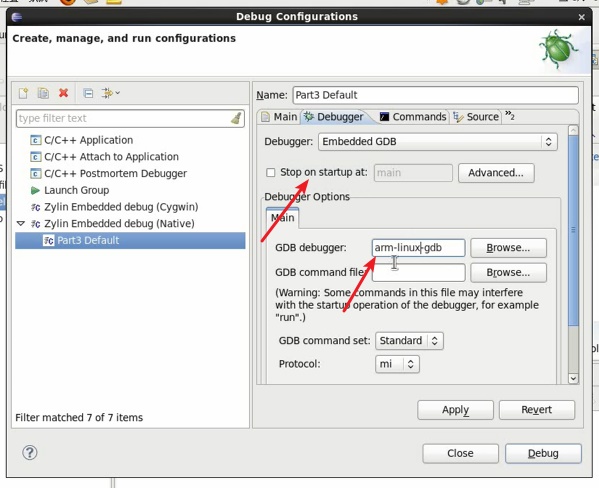 Debug Configurations
Create, manage, and run configurations
Name: Part3 Default
type filter text
Main Debugger Commands Source »2
C/C++ Application
C/C++ Attach to Application
C/C++ Postmortem Debugger
Launch Group
Zylin Embedded debug (Cygwin)
Zylin Embedded debug (Native)
Part3 Default
Debugger: Embedded GDB
Stop on startup at: main Advanced...
Debugger Options
Main
GDB debugger: arm-linux-gdb Browse...
GDB command file: Browse...
(Warning: Some commands in this file may interfere
with the startup operation of the debugger, for example
"run".)
GDB command set: Standard
Protocol: mi
Filter matched 7 of 7 items
Apply Revert
Close Debug